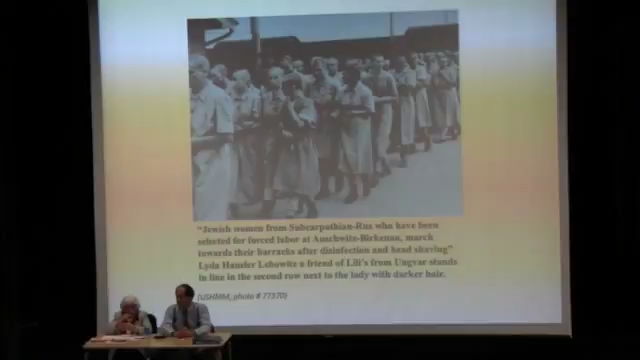 "Jewish women from Subcarpathian-Rus who have been
selected for forced labor at Auschwitz-Birkenau, march
towards their barracks after disinfection and head shaving"
Lyda Hanzler Lebowitz a friend of Lili's from Ungvar stands
in line in the second row next to the lady with darker hair.
(USHMM, photo # 77370)